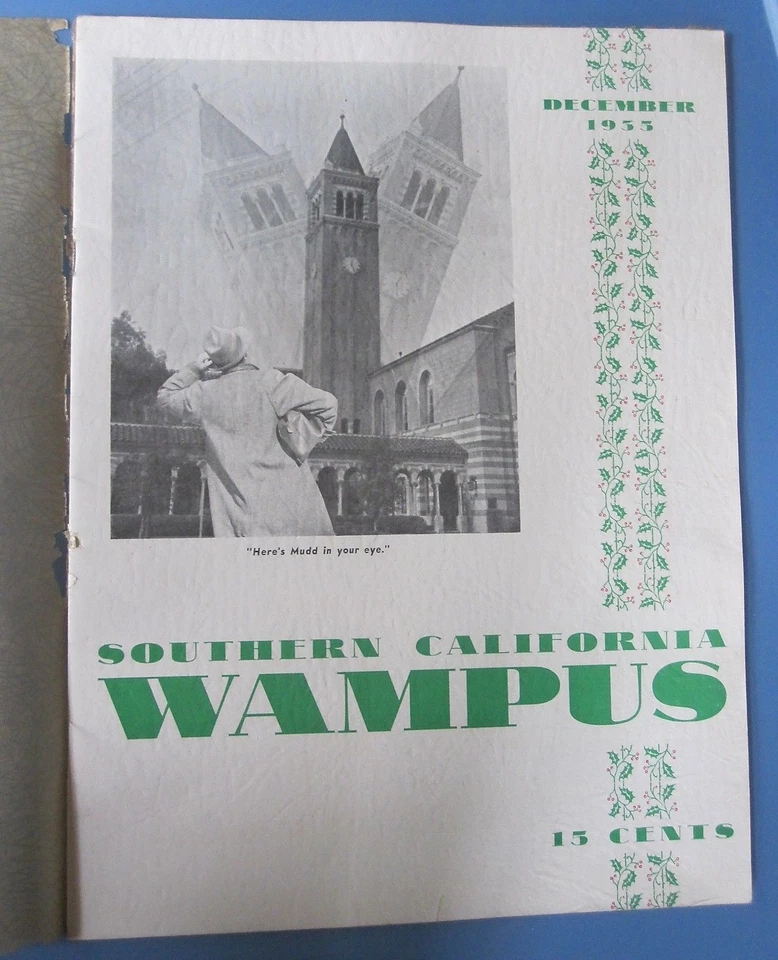 DECEMBER
1955
"Here's Mudd in your eye."
SOUTHERN CALIFORNIA
WAMPUS
15 CENTS